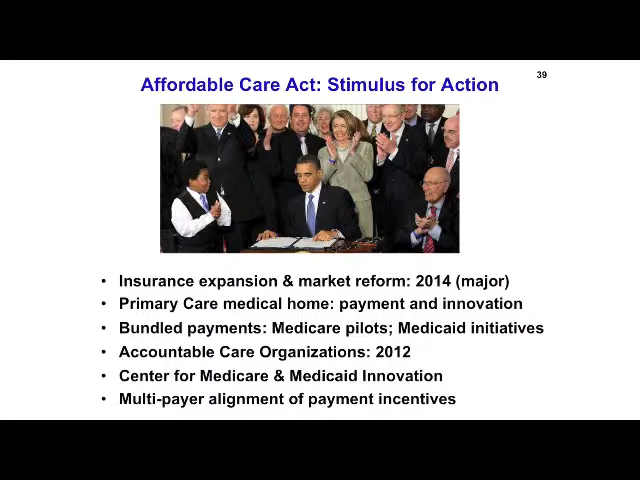 39
Affordable Care Act: Stimulus for Action
• Insurance expansion & market reform: 2014 (major)
• Primary Care medical home: payment and innovation
• Bundled payments: Medicare pilots; Medicaid initiatives
• Accountable Care Organizations: 2012
• Center for Medicare & Medicaid Innovation
• Multi-payer alignment of payment incentives